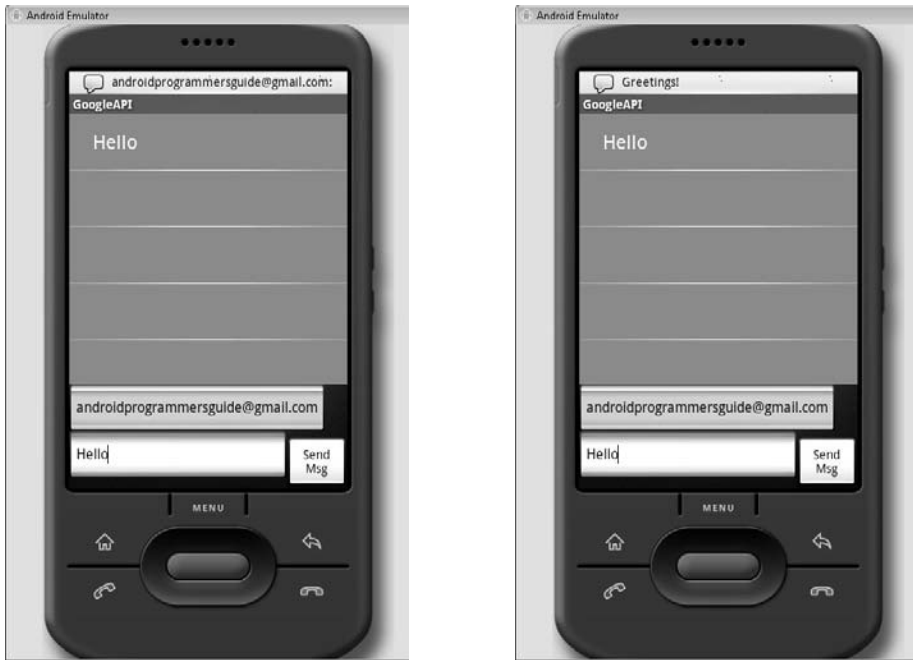 Android Emulator
androidprogrammersguide@gmail.com:
GoogleAPI
Hello
androidprogrammersguide@gmail.com
Hello
Send
Msg
MENU
Android Emulator
Greetings!
GoogleAPI
Hello
androidprogrammersguide@gmail.com
Hello
Send
Msg
MENU